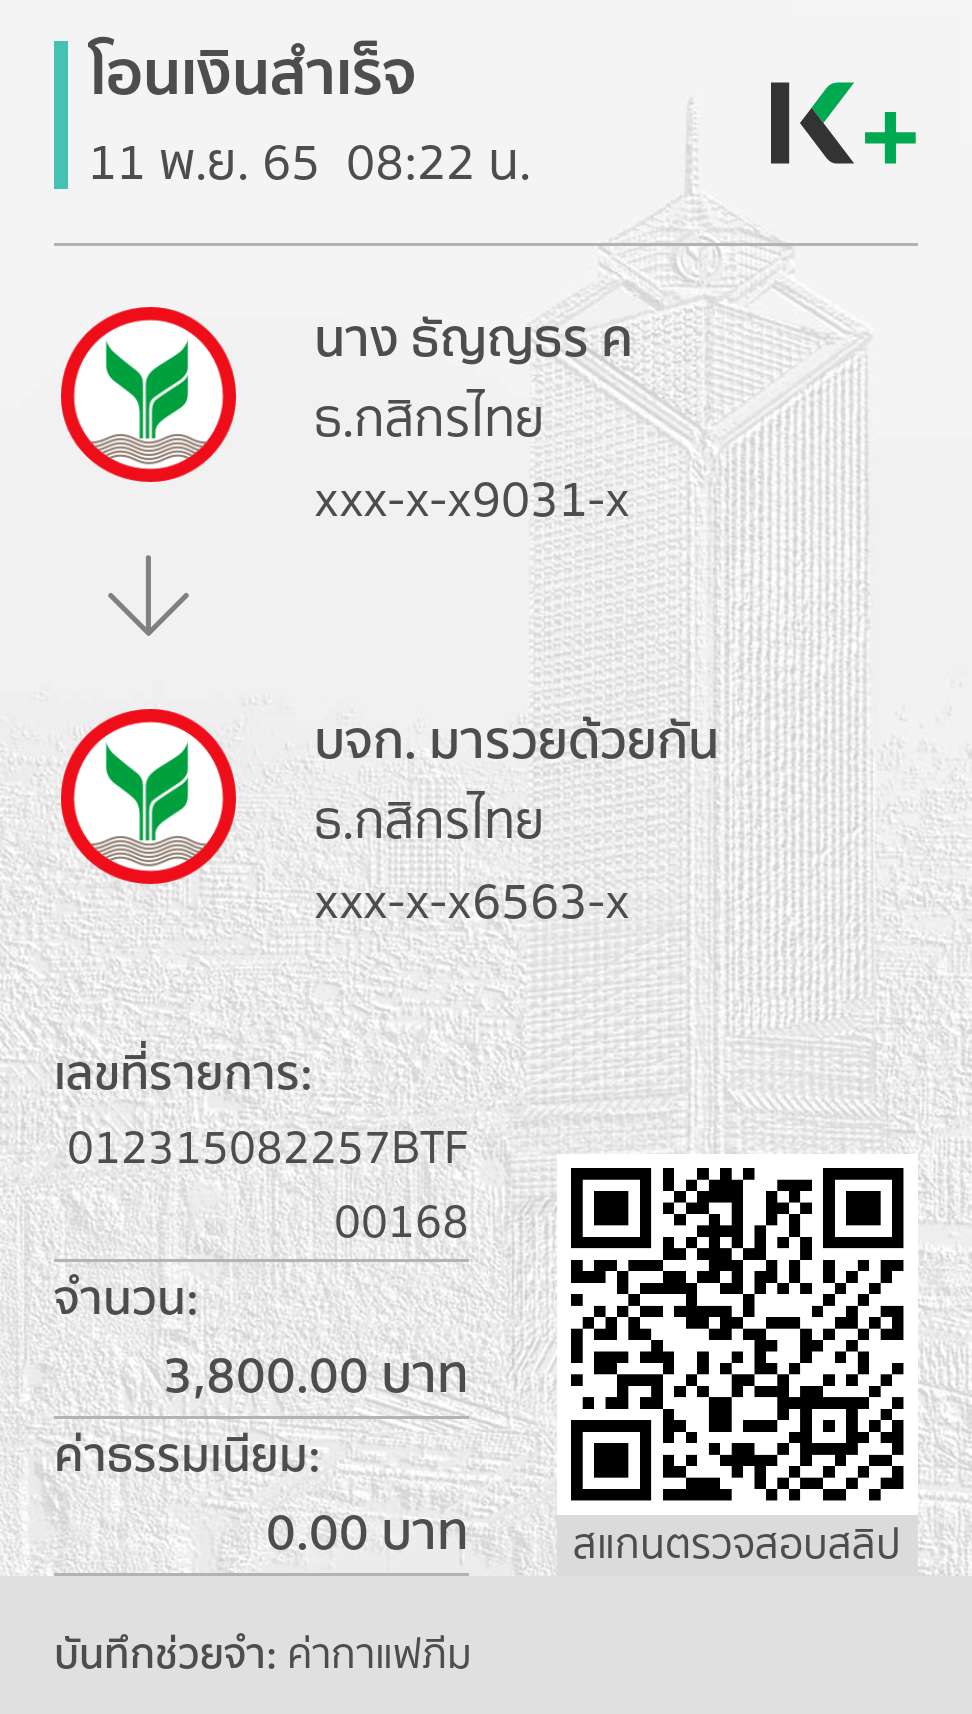 โอนเงินสำเร็จ
11 พ.ย. 65  08:22 น.
K+
นาง ธัญญธร ค
ธ.กสิกรไทย
xxx-x-x9031-x
บจก. มารวยด้วยกัน
ธ.กสิกรไทย
xxx-x-x6563-x
เลขที่รายการ:
012315082257BTF
00168
จำนวน:
3,800.00 บาท
ค่าธรรมเนียม:
0.00 บาท
สแกนตรวจสอบสลิป
บันทึกช่วยจำ: ค่ากาแฟภีม